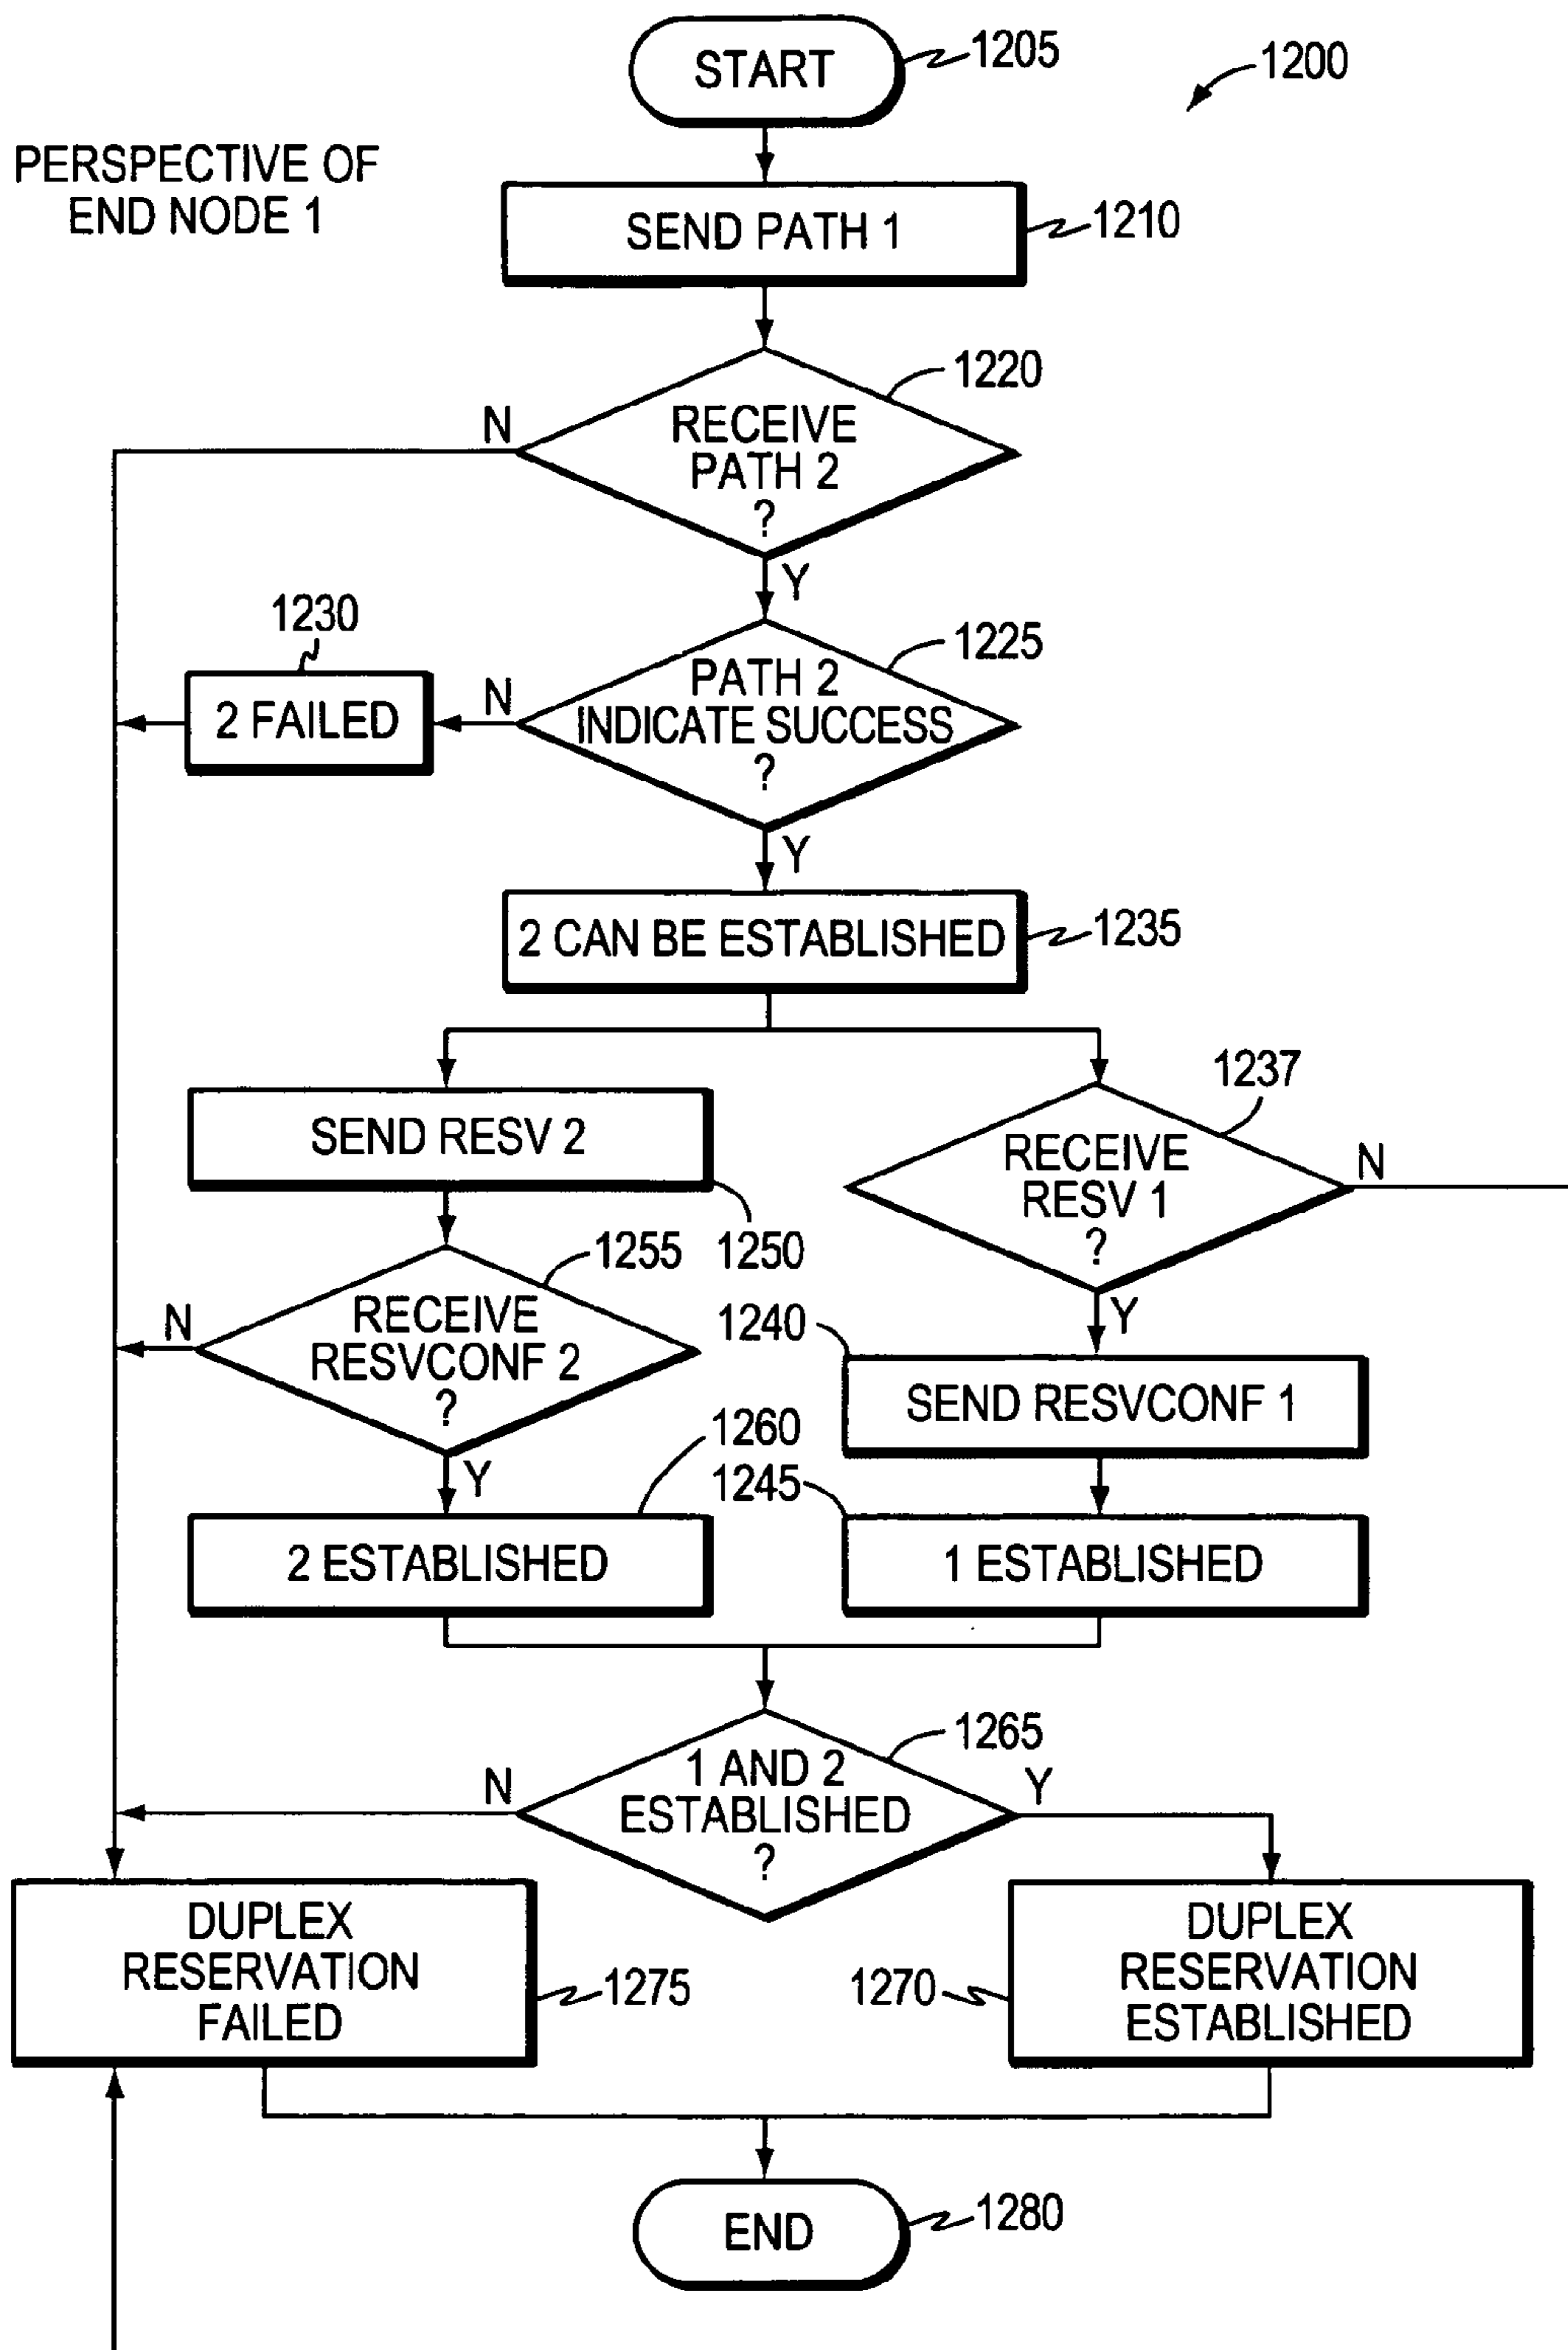 START
1205
1200
PERSPECTIVE OF
END NODE 1
SEND PATH 1
1210
1220
N
RECEIVE
PATH 2
?
Y
1230
1225
2 FAILED
N
PATH 2
INDICATE SUCCESS
?
Y
2 CAN BE ESTABLISHED
1235
1237
SEND RESV 2
RECEIVE
RESV 1
?
N
1250
1255
Y
N
RECEIVE
RESVCONF 2
?
1240
SEND RESVCONF 1
1260
Y
1245
2 ESTABLISHED
1 ESTABLISHED
1265
N
1 AND 2
ESTABLISHED
?
Y
DUPLEX
RESERVATION
FAILED
1275
1270
DUPLEX
RESERVATION
ESTABLISHED
END
1280